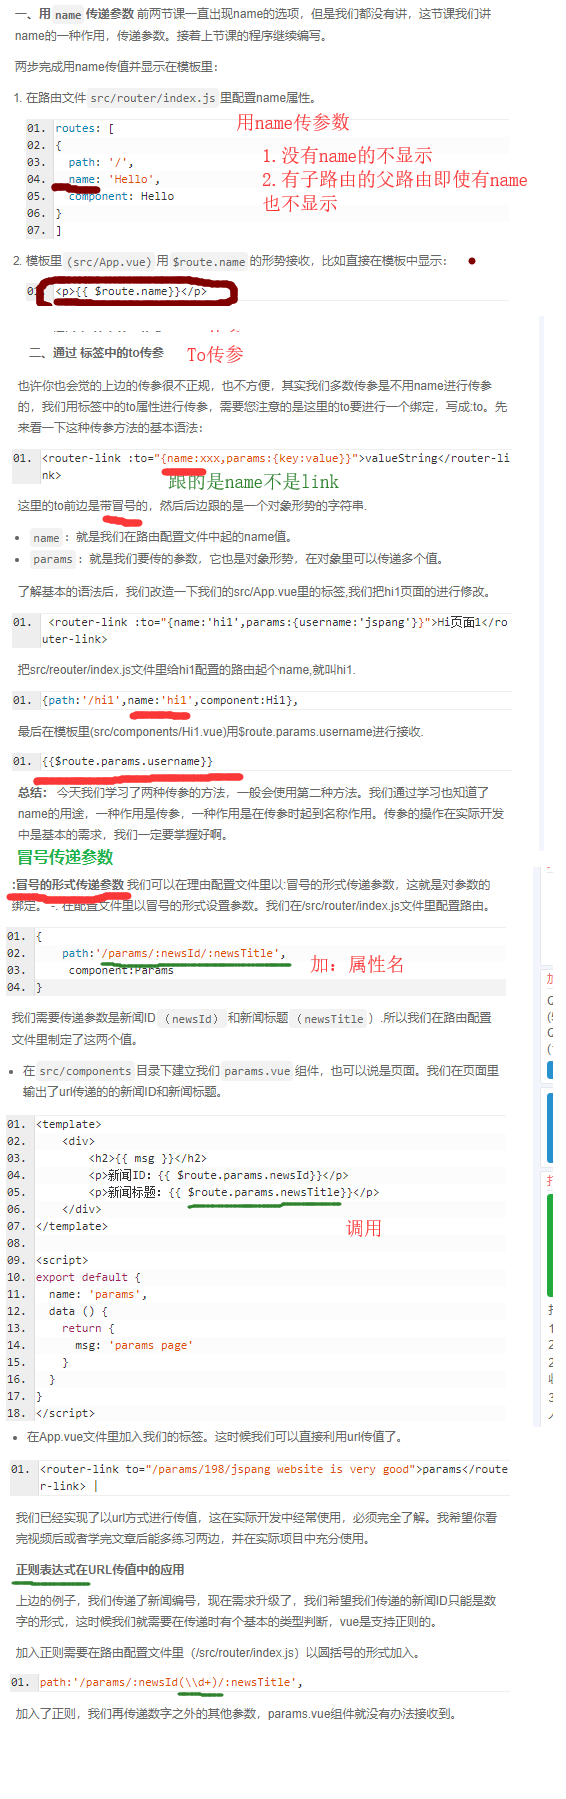 一、用 name 传递参数 前两节课一直出现name的选项，但是我们都没有讲，这节课我们讲
name的一种作用，传递参数。接着上节课的程序继续编写。
两步完成用name传值并显示在模板里：
1. 在路由文件 src/router/index.js 里配置name属性。
用name传参数
01. routes: [
02. {
03. path: '/',
04. name: 'Hello',
05. component: Hello
06. }
07. ]
1.没有name的不显示
2.有子路由的父路由即使有name
也不显示
2. 模板里 (src/App.vue) 用 $route.name 的形势接收，比如直接在模板中显示：
<p>{{ $route.name}}</p>
二、通过 标签中的to传参
To传参
也许你也会觉的上边的传参很不正规，也不方便，其实我们多数传参是不用name进行传参
的，我们用标签中的to属性进行传参，需要您注意的是这里的to要进行一个绑定，写成:to。先
来看一下这种传参方法的基本语法：
01. <router-link :to="{name:xxx,params:{key:value}}">valueString</router-li
nk>
跟的是name不是link
这里的to前边是带冒号的，然后后边跟的是一个对象形势的字符串.
• name ：就是我们在路由配置文件中起的name值。
• params ：就是我们要传的参数，它也是对象形势，在对象里可以传递多个值。
了解基本的语法后，我们改造一下我们的src/App.vue里的标签,我们把hi1页面的进行修改。
01. <router-link :to="{name:'hi1',params:{username:'jspang'}}">Hi页面1</ro
uter-link>
把src/reouter/index.js文件里给hi1配置的路由起个name,就叫hi1.
01. {path:'/hi1',name:'hi1',component:Hi1},
最后在模板里(src/components/Hi1.vue)用$route.params.username进行接收.
01. {{$route.params.username}}
总结： 今天我们学习了两种传参的方法，一般会使用第二种方法。我们通过学习也知道了
name的用途，一种作用是传参，一种作用是在传参时起到名称作用。传参的操作在实际开发
中是基本的需求，我们一定要掌握好啊。
冒号传递参数
:冒号的形式传递参数 我们可以在理由配置文件里以:冒号的形式传递参数，这就是对参数的
绑定。 -. 在配置文件里以冒号的形式设置参数。我们在/src/router/index.js文件里配置路由。
01. {
02. path:'/params/:newsId/:newsTitle',
03. component:Params
04. }
加：属性名
我们需要传递参数是新闻ID （newsId） 和新闻标题 （newsTitle） .所以我们在路由配置
文件里制定了这两个值。
• 在 src/components 目录下建立我们 params.vue 组件，也可以说是页面。我们在页面里
输出了url传递的的新闻ID和新闻标题。
01. <template>
02. <div>
03. <h2>{{ msg }}</h2>
04. <p>新闻ID：{{ $route.params.newsId}}</p>
05. <p>新闻标题：{{ $route.params.newsTitle}}</p>
06. </div>
07. </template>
调用
08.
09. <script>
10. export default {
11. name: 'params',
12. data () {
13. return {
14. msg: 'params page'
15. }
16. }
17. }
18. </script>
• 在App.vue文件里加入我们的标签。这时候我们可以直接利用url传值了。
01. <router-link to="/params/198/jspang website is very good">params</route
r-link> |
我们已经实现了以url方式进行传值，这在实际开发中经常使用，必须完全了解。我希望你看
完视频后或者学完文章后能多练习两边，并在实际项目中充分使用。
正则表达式在URL传值中的应用
上边的例子，我们传递了新闻编号，现在需求升级了，我们希望我们传递的新闻ID只能是数
字的形式，这时候我们就需要在传递时有个基本的类型判断，vue是支持正则的。
加入正则需要在路由配置文件里（/src/router/index.js）以圆括号的形式加入。
01. path:'/params/:newsId(\\d+)/:newsTitle',
加入了正则，我们再传递数字之外的其他参数，params.vue组件就没有办法接收到。